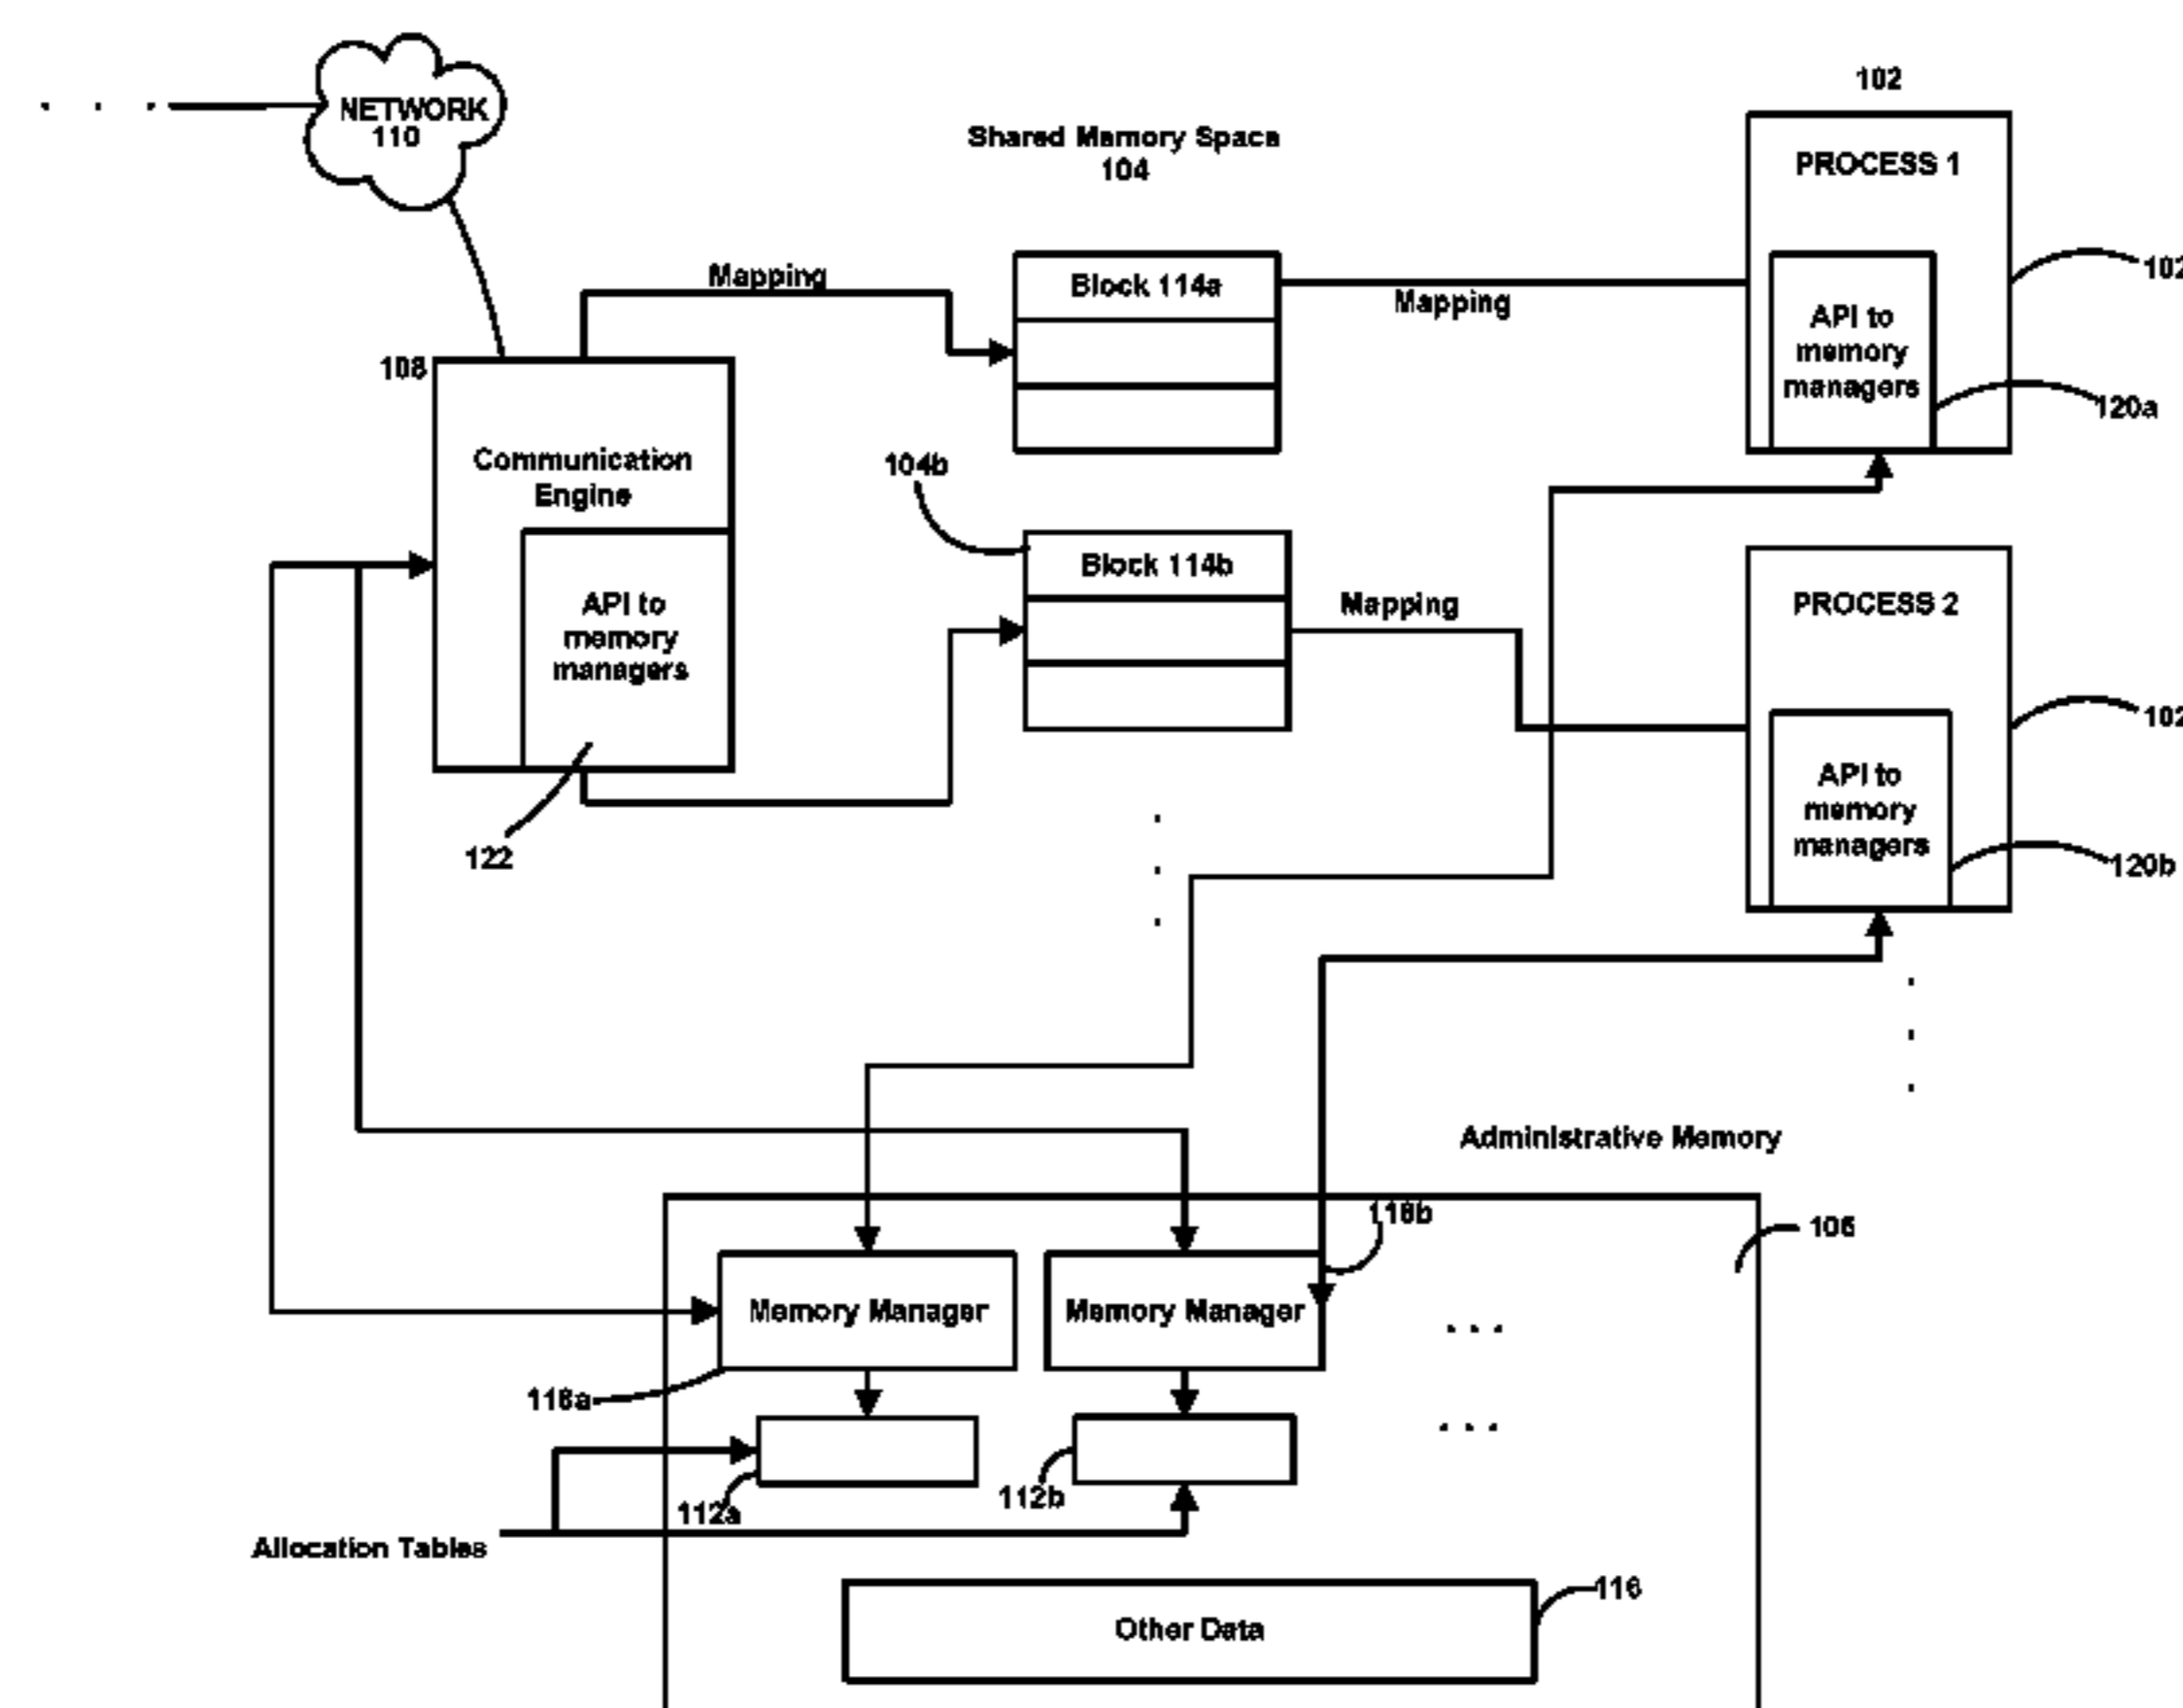 NETWORK
110
Shared Memory Space
104
102
PROCESS 1
API to
memory
managers
102
120a
Mapping
Block 114a
Mapping
108
Communication
Engine
API to
memory
managers
122
104b
Block 114b
Mapping
PROCESS 2
API to
memory
managers
102
120b
Administrative Memory
106
118b
Memory Manager
Memory Manager
118a
112a
112b
Allocation Tables
Other Data
116